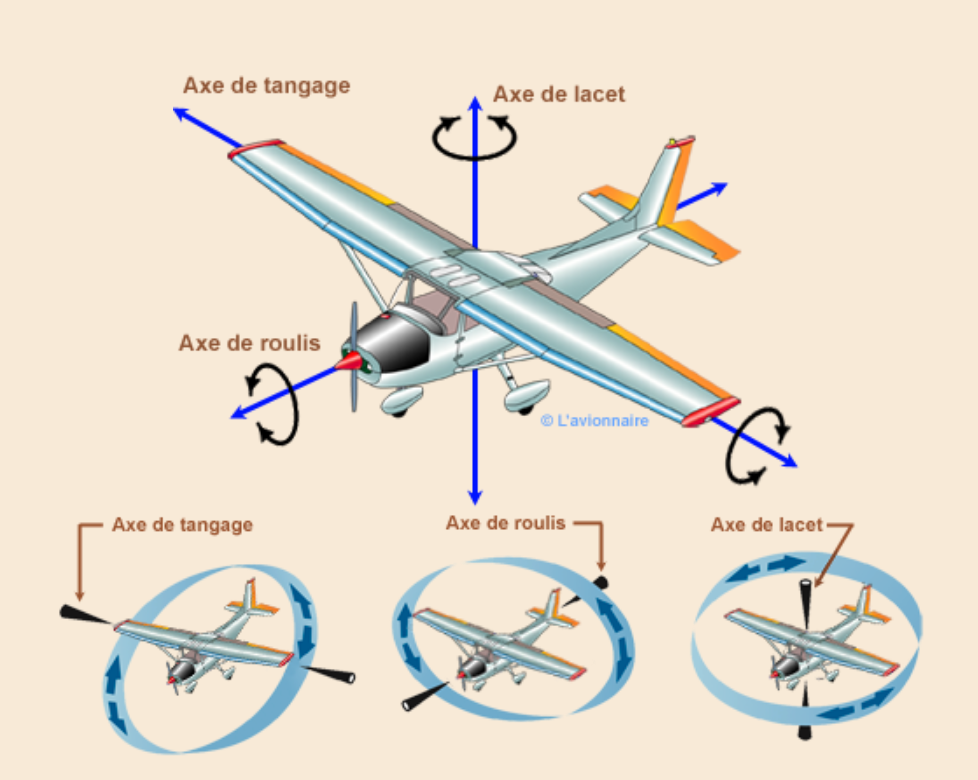 Axe de tangage
Axe de lacet
Axe de roulis
© L'avionnaire
Axe de tangage
Axe de roulis
Axe de lacet